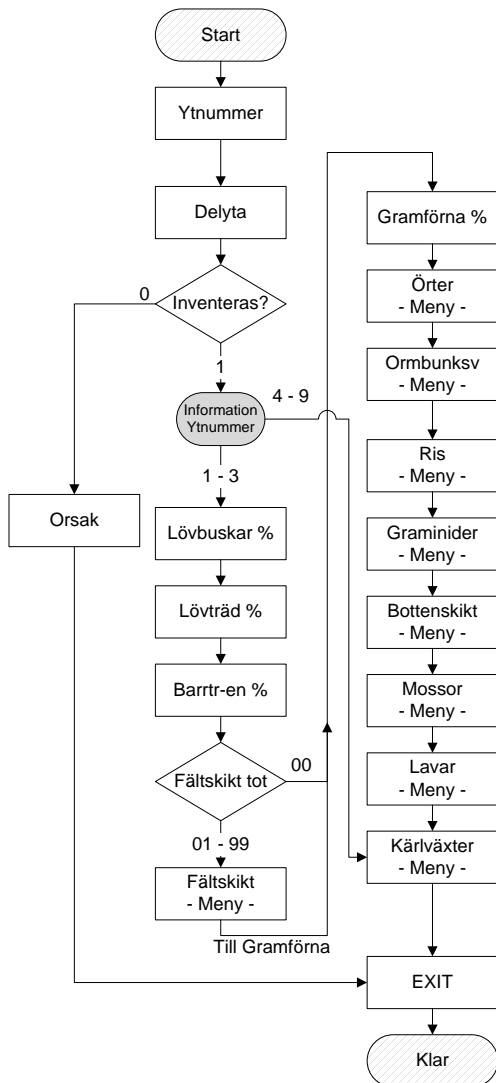 Start
Ytnummer
Delyta
Inventeras?
0
1
Information
Ytnummer
4 - 9
1 - 3
Orsak
Lövbuskar %
Lövträd %
Barrtr-en %
Fältskikt tot
00
01 - 99
Fältskikt
- Meny -
Till Gramförna
Gramförna %
Örter
- Meny -
Ormbunksv
- Meny -
Ris
- Meny -
Graminider
- Meny -
Bottenskikt
- Meny -
Mossor
- Meny -
Lavar
- Meny -
Kärlväxter
- Meny -
EXIT
Klar